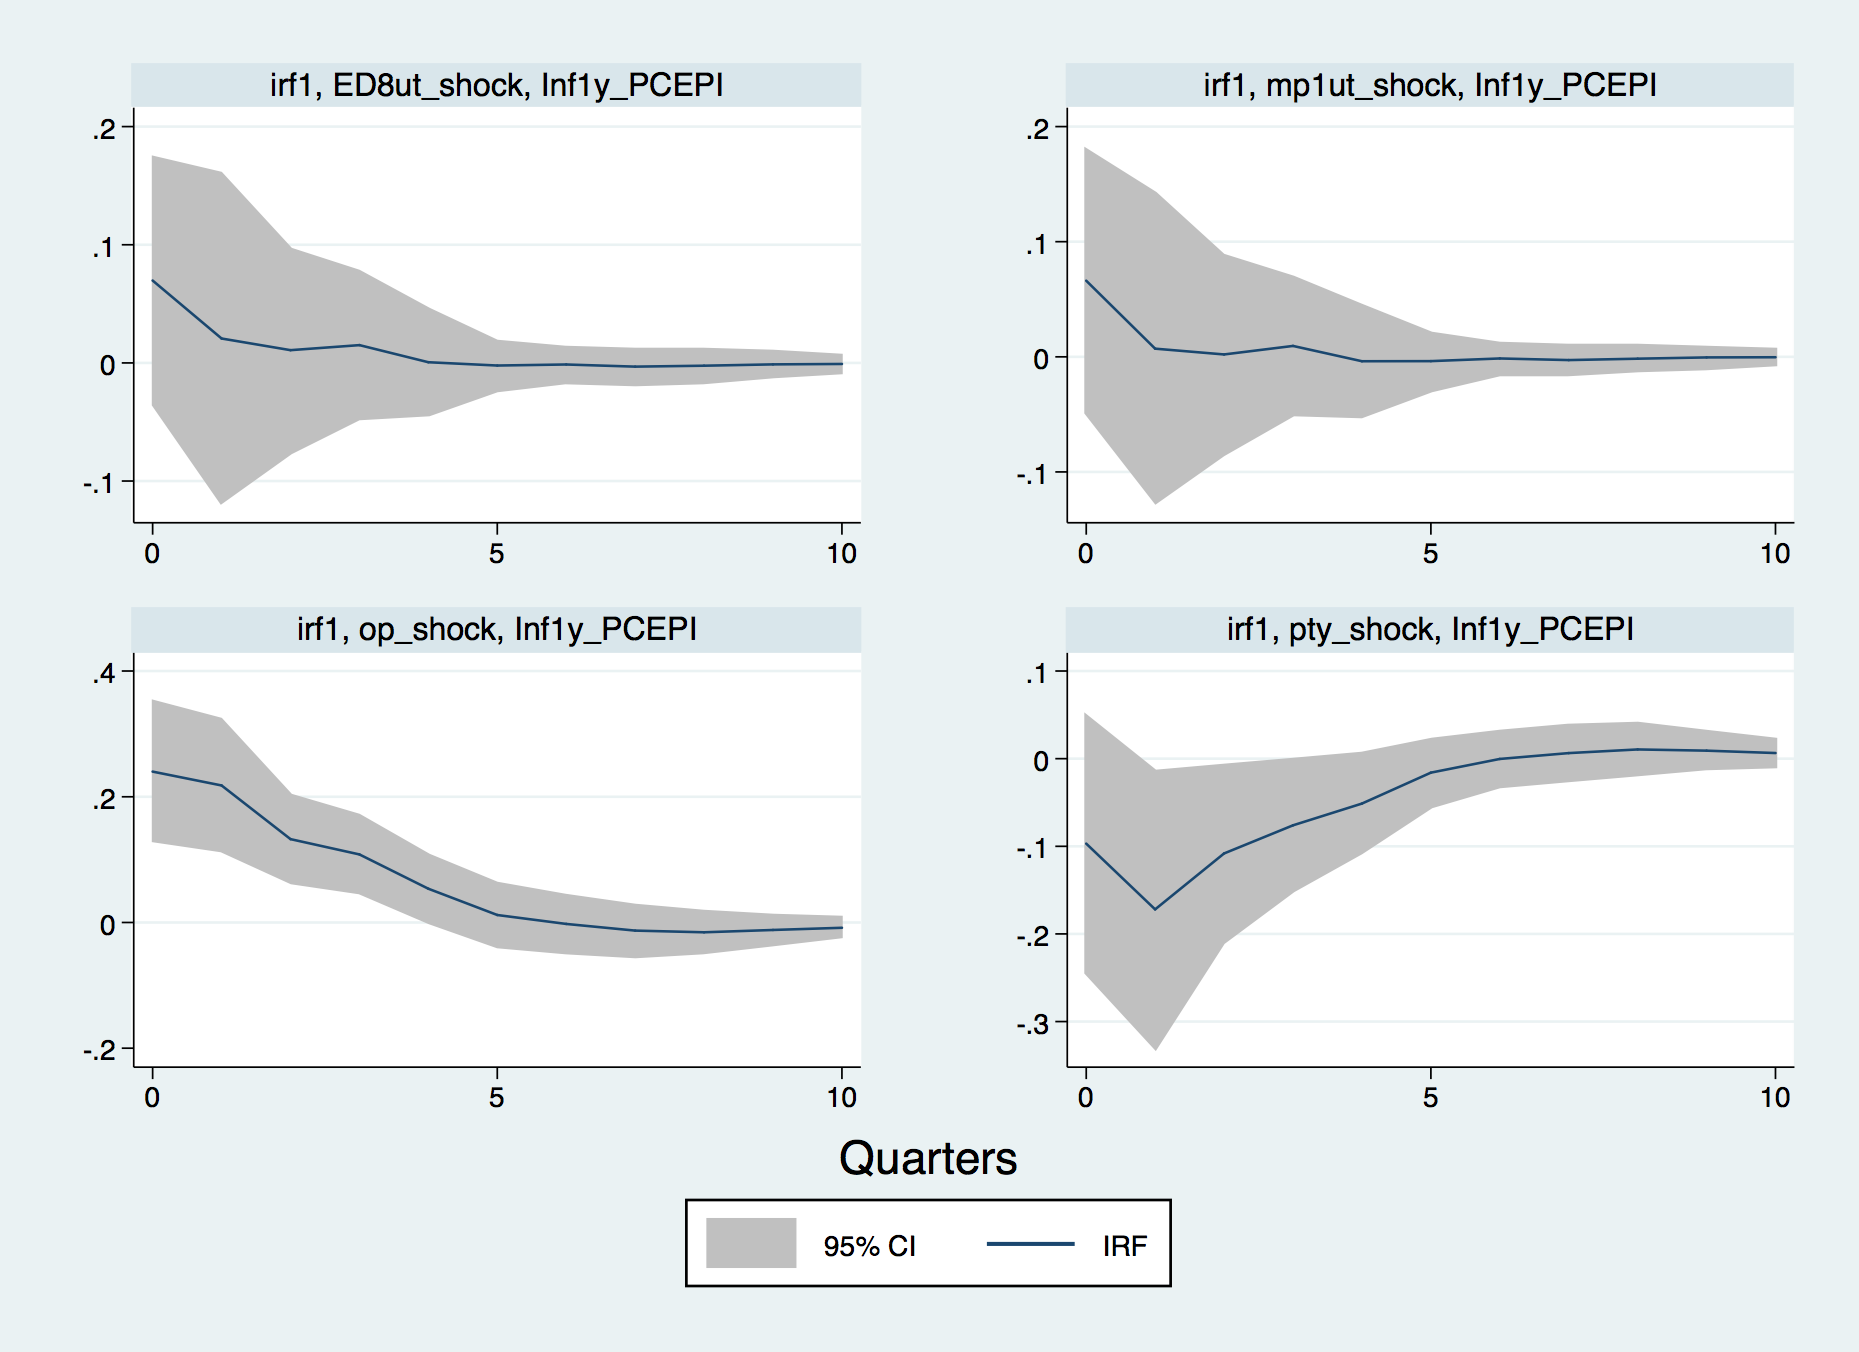 irf1, ED8ut_shock, Inf1y_PCEPI
.2
.1
0
-.1
0 5 10
irf1, mp1ut_shock, Inf1y_PCEPI
.2
.1
0
-.1
0 5 10
irf1, op_shock, Inf1y_PCEPI
.4
.2
0
-.2
0 5 10
irf1, pty_shock, Inf1y_PCEPI
.1
0
-.1
-.2
-.3
0 5 10
Quarters
95% CI IRF